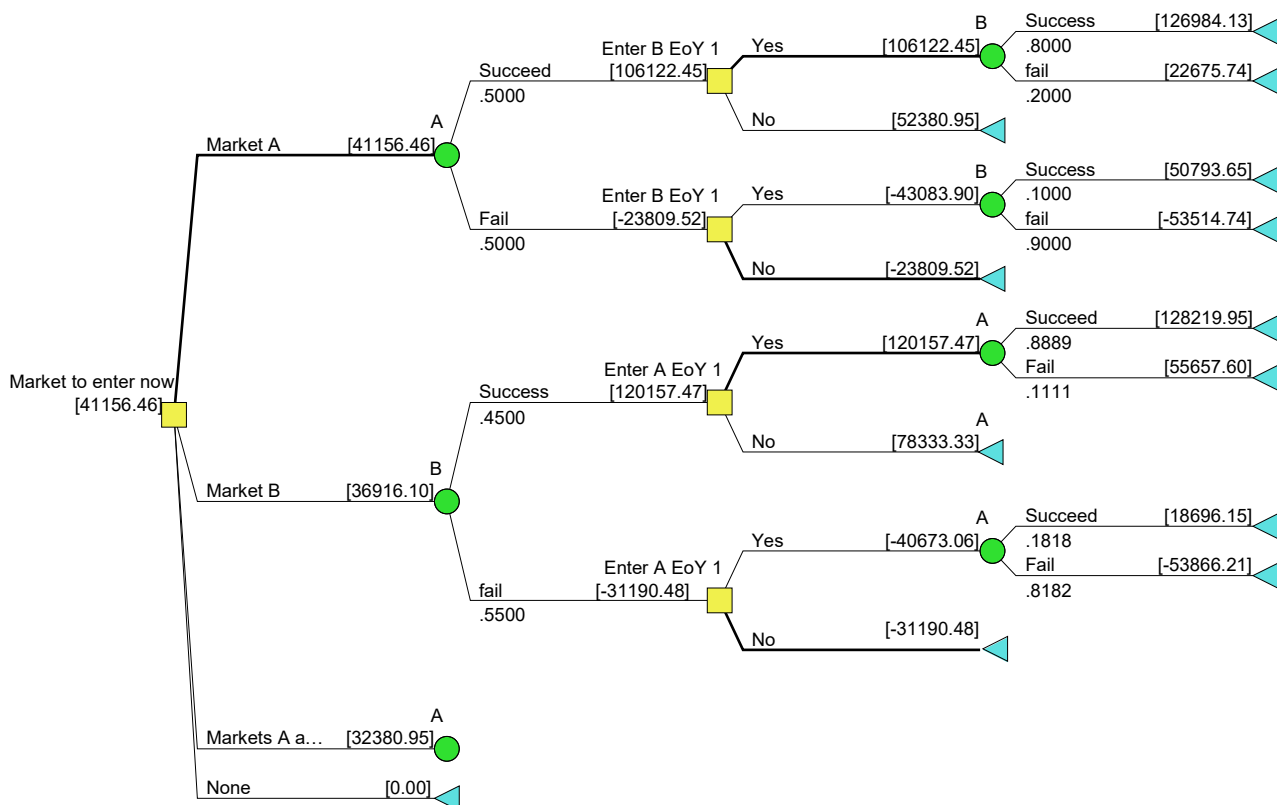 B
Success [126984.13]
.8000
fail [22675.74]
.2000
Enter B EoY 1
[106122.45]
Yes [106122.45]
No [52380.95]
Succeed
.5000
A
Market A [41156.46]
B
Success [50793.65]
.1000
fail [-53514.74]
.9000
Enter B EoY 1
[-23809.52]
Yes [-43083.90]
No [-23809.52]
Fail
.5000
Market to enter now
[41156.46]
A
Succeed [128219.95]
.8889
Fail [55657.60]
.1111
Enter A EoY 1
[120157.47]
Yes [120157.47]
A
No [78333.33]
Success
.4500
B
Market B [36916.10]
A
Succeed [18696.15]
.1818
Fail [-53866.21]
.8182
Enter A EoY 1
[-31190.48]
Yes [-40673.06]
No [-31190.48]
fail
.5500
A
Markets A a… [32380.95]
None [0.00]